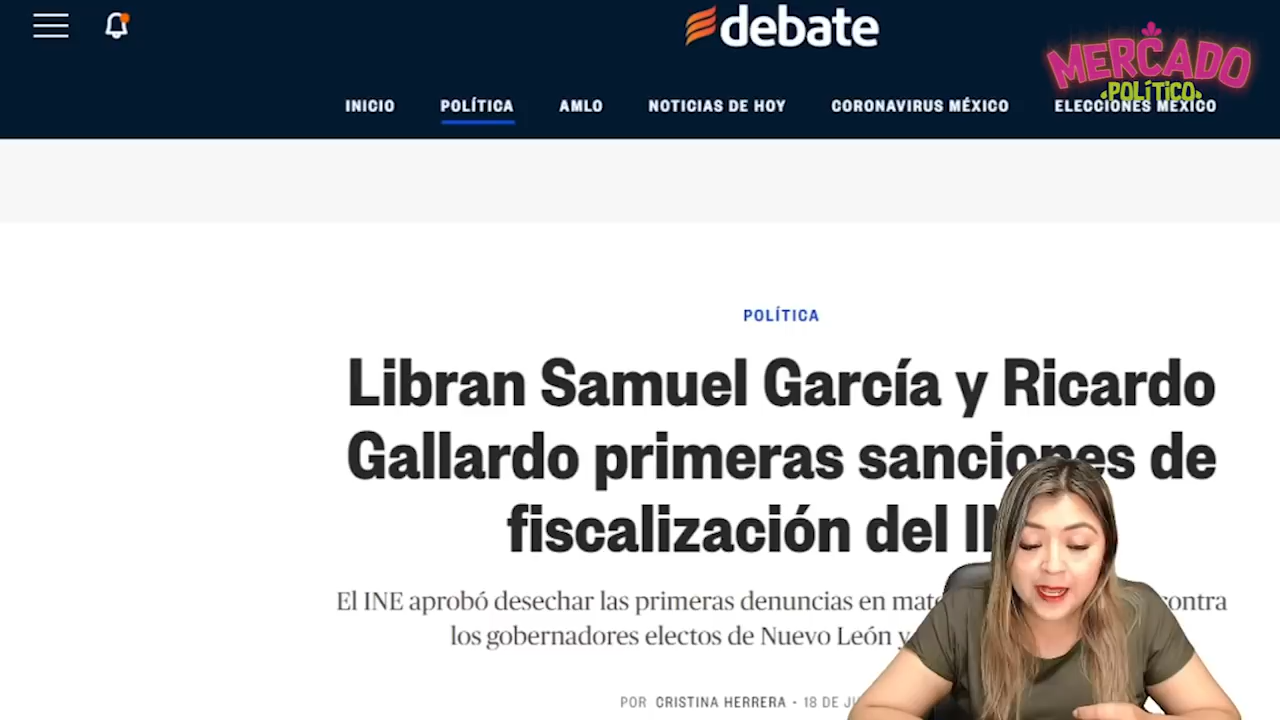 debate
MERCADO
POLÍTICO
INICIO POLÍTICA AMLO NOTICIAS DE HOY CORONAVIRUS MÉXICO ELECCIONES MÉXICO
POLÍTICA
Libran Samuel García y Ricardo
Gallardo primeras sanciones de
fiscalización del
El INE aprobó desechar las primeras denuncias en contra
los gobernadores electos de Nuevo León y
POR CRISTINA HERRERA - 18 DE